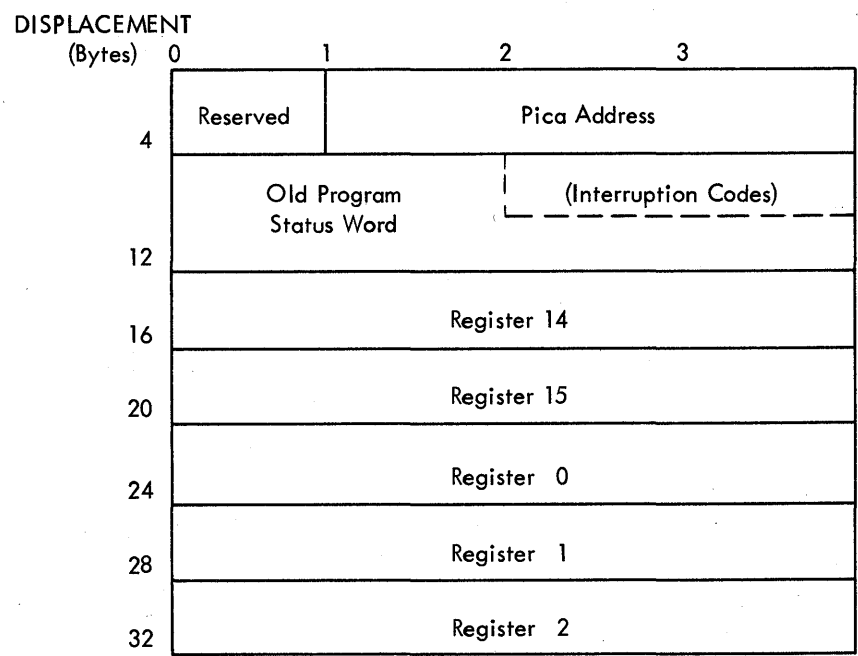 DISPLACEMENT
(Bytes) 0 1 2 3
Reserved Pica Address
4
Old Program (Interruption Codes)
Status Word
12
Register 14
16
Register 15
20
Register 0
24
Register 1
28
Register 2
32